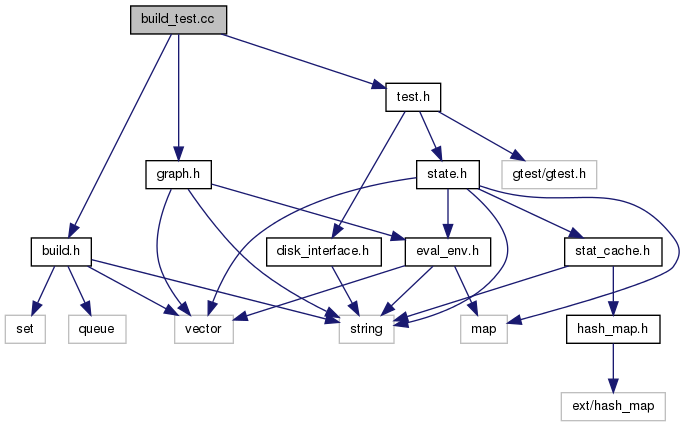 build_test.cc
test.h
graph.h
state.h
gtest/gtest.h
build.h
disk_interface.h
eval_env.h
stat_cache.h
set
queue
vector
string
map
hash_map.h
ext/hash_map